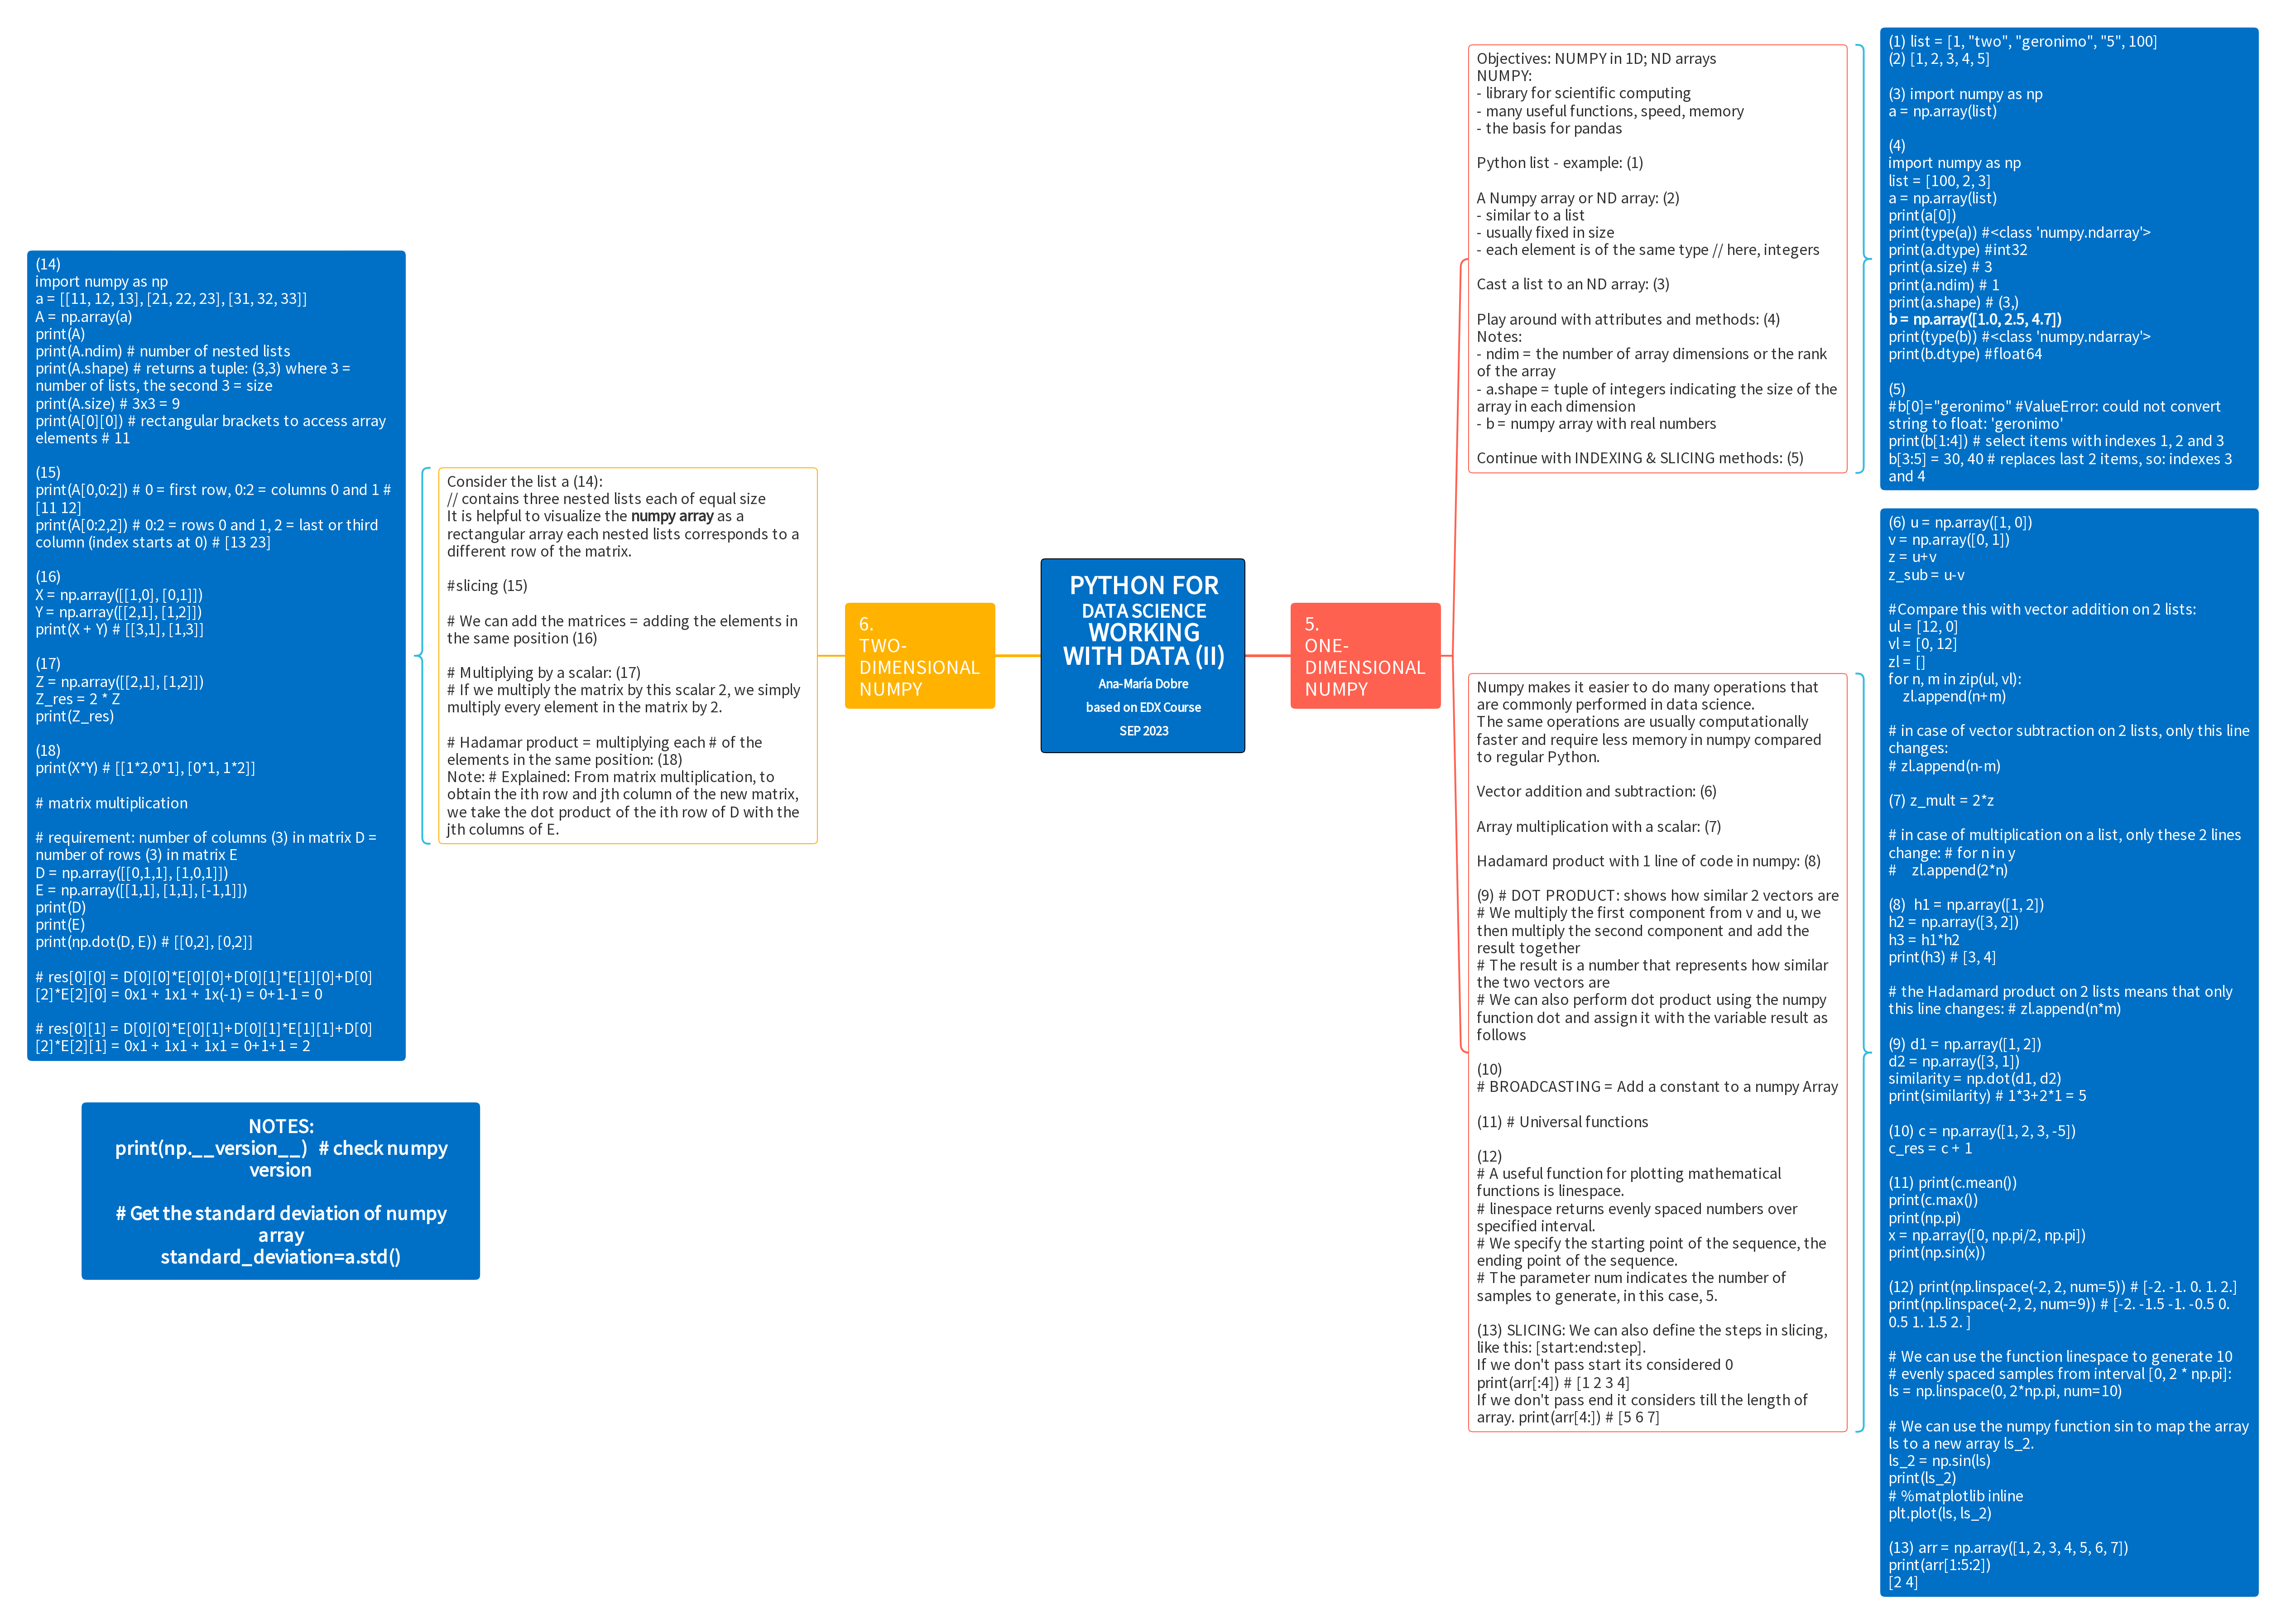 PYTHON FOR
DATA SCIENCE
WORKING
WITH DATA (II)
Ana-María Dobre
based on EDX Course
SEP 2023
5.
ONE-
DIMENSIONAL
NUMPY
Objectives: NUMPY in 1D; ND arrays
NUMPY:
- library for scientific computing
- many useful functions, speed, memory
- the basis for pandas
Python list - example: (1)
A Numpy array or ND array: (2)
- similar to a list
- usually fixed in size
- each element is of the same type // here, integers
Cast a list to an ND array: (3)
Play around with attributes and methods: (4)
Notes:
- ndim = the number of array dimensions or the rank
of the array
- a.shape = tuple of integers indicating the size of the
array in each dimension
- b = numpy array with real numbers
Continue with INDEXING & SLICING methods: (5)
(1) list = [1, "two", "geronimo", "5", 100]
(2) [1, 2, 3, 4, 5]
(3) import numpy as np
a = np.array(list)
(4)
import numpy as np
list = [100, 2, 3]
a = np.array(list)
print(a[0])
print(type(a)) #<class 'numpy.ndarray'>
print(a.dtype) #int32
print(a.size) # 3
print(a.ndim) # 1
print(a.shape) # (3,)
b = np.array([1.0, 2.5, 4.7])
print(type(b)) #<class 'numpy.ndarray'>
print(b.dtype) #float64
(5)
#b[0]="geronimo" #ValueError: could not convert
string to float: 'geronimo'
print(b[1:4]) # select items with indexes 1, 2 and 3
b[3:5] = 30, 40 # replaces last 2 items, so: indexes 3
and 4
Numpy makes it easier to do many operations that
are commonly performed in data science.
The same operations are usually computationally
faster and require less memory in numpy compared
to regular Python.
Vector addition and subtraction: (6)
Array multiplication with a scalar: (7)
Hadamard product with 1 line of code in numpy: (8)
(9) # DOT PRODUCT: shows how similar 2 vectors are
# We multiply the first component from v and u, we
then multiply the second component and add the
result together
# The result is a number that represents how similar
the two vectors are
# We can also perform dot product using the numpy
function dot and assign it with the variable result as
follows
(10)
# BROADCASTING = Add a constant to a numpy Array
(11) # Universal functions
(12)
# A useful function for plotting mathematical
functions is linespace.
# linespace returns evenly spaced numbers over
specified interval.
# We specify the starting point of the sequence, the
ending point of the sequence.
# The parameter num indicates the number of
samples to generate, in this case, 5.
(13) SLICING: We can also define the steps in slicing,
like this: [start:end:step].
If we don't pass start its considered 0
print(arr[:4]) # [1 2 3 4]
If we don't pass end it considers till the length of
array. print(arr[4:]) # [5 6 7]
(6) u = np.array([1, 0])
v = np.array([0, 1])
z = u+v
z_sub = u-v
#Compare this with vector addition on 2 lists:
ul = [12, 0]
vl = [0, 12]
zl = []
for n, m in zip(ul, vl):
zl.append(n+m)
# in case of vector subtraction on 2 lists, only this line
changes:
# zl.append(n-m)
(7) z_mult = 2*z
# in case of multiplication on a list, only these 2 lines
change: # for n in y
# zl.append(2*n)
(8) h1 = np.array([1, 2])
h2 = np.array([3, 2])
h3 = h1*h2
print(h3) # [3, 4]
# the Hadamard product on 2 lists means that only
this line changes: # zl.append(n*m)
(9) d1 = np.array([1, 2])
d2 = np.array([3, 1])
similarity = np.dot(d1, d2)
print(similarity) # 1*3+2*1 = 5
(10) c = np.array([1, 2, 3, -5])
c_res = c + 1
(11) print(c.mean())
print(c.max())
print(np.pi)
x = np.array([0, np.pi/2, np.pi])
print(np.sin(x))
(12) print(np.linspace(-2, 2, num=5)) # [-2. -1. 0. 1. 2.]
print(np.linspace(-2, 2, num=9)) # [-2. -1.5 -1. -0.5 0.
0.5 1. 1.5 2. ]
# We can use the function linespace to generate 10
# evenly spaced samples from interval [0, 2 * np.pi]:
ls = np.linspace(0, 2*np.pi, num=10)
# We can use the numpy function sin to map the array
ls to a new array ls_2.
ls_2 = np.sin(ls)
print(ls_2)
# %matplotlib inline
plt.plot(ls, ls_2)
(13) arr = np.array([1, 2, 3, 4, 5, 6, 7])
print(arr[1:5:2])
[2 4]
6.
TWO-
DIMENSIONAL
NUMPY
Consider the list a (14):
// contains three nested lists each of equal size
It is helpful to visualize the numpy array as a
rectangular array each nested lists corresponds to a
different row of the matrix.
#slicing (15)
# We can add the matrices = adding the elements in
the same position (16)
# Multiplying by a scalar: (17)
# If we multiply the matrix by this scalar 2, we simply
multiply every element in the matrix by 2.
# Hadamar product = multiplying each # of the
elements in the same position: (18)
Note: # Explained: From matrix multiplication, to
obtain the ith row and jth column of the new matrix,
we take the dot product of the ith row of D with the
jth columns of E.
(14)
import numpy as np
a = [[11, 12, 13], [21, 22, 23], [31, 32, 33]]
A = np.array(a)
print(A)
print(A.ndim) # number of nested lists
print(A.shape) # returns a tuple: (3,3) where 3 =
number of lists, the second 3 = size
print(A.size) # 3x3 = 9
print(A[0][0]) # rectangular brackets to access array
elements # 11
(15)
print(A[0,0:2]) # 0 = first row, 0:2 = columns 0 and 1 #
[11 12]
print(A[0:2,2]) # 0:2 = rows 0 and 1, 2 = last or third
column (index starts at 0) # [13 23]
(16)
X = np.array([[1,0], [0,1]])
Y = np.array([[2,1], [1,2]])
print(X + Y) # [[3,1], [1,3]]
(17)
Z = np.array([[2,1], [1,2]])
Z_res = 2 * Z
print(Z_res)
(18)
print(X*Y) # [[1*2,0*1], [0*1, 1*2]]
# matrix multiplication
# requirement: number of columns (3) in matrix D =
number of rows (3) in matrix E
D = np.array([[0,1,1], [1,0,1]])
E = np.array([[1,1], [1,1], [-1,1]])
print(D)
print(E)
print(np.dot(D, E)) # [[0,2], [0,2]]
# res[0][0] = D[0][0]*E[0][0]+D[0][1]*E[1][0]+D[0]
[2]*E[2][0] = 0x1 + 1x1 + 1x(-1) = 0+1-1 = 0
# res[0][1] = D[0][0]*E[0][1]+D[0][1]*E[1][1]+D[0]
[2]*E[2][1] = 0x1 + 1x1 + 1x1 = 0+1+1 = 2
NOTES:
print(np.__version__) # check numpy
version
# Get the standard deviation of numpy
array
standard_deviation=a.std()